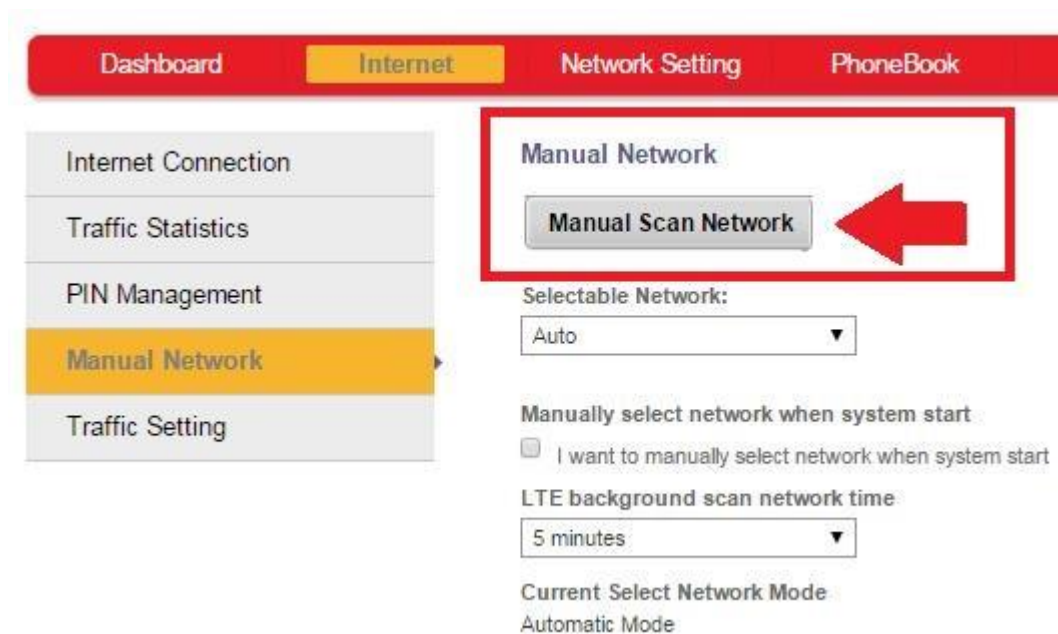 Dashboard Internet Network Setting PhoneBook
Internet Connection
Traffic Statistics
PIN Management
Manual Network
Traffic Setting
Manual Network
Manual Scan Network
Selectable Network:
Auto
Manually select network when system start
I want to manually select network when system start
LTE background scan network time
5 minutes
Current Select Network Mode
Automatic Mode